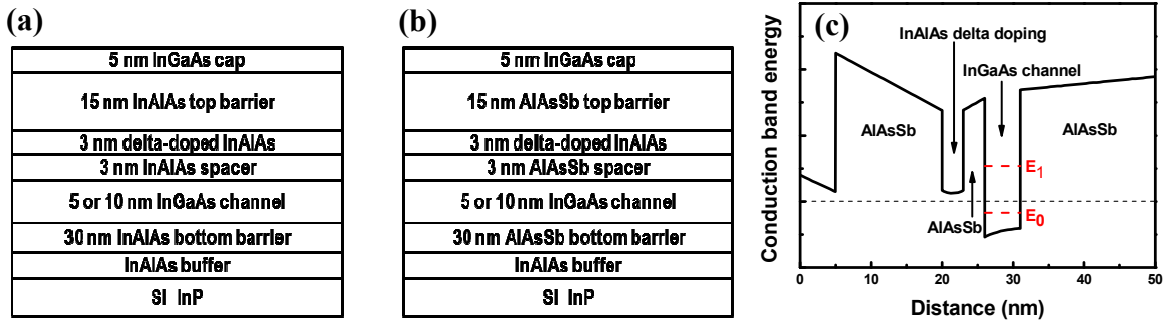 (a)
5 nm InGaAs cap
15 nm InAlAs top barrier
3 nm delta-doped InAlAs
3 nm InAlAs spacer
5 or 10 nm InGaAs channel
30 nm InAlAs bottom barrier
InAlAs buffer
SI InP
(b)
5 nm InGaAs cap
15 nm AlAsSb top barrier
3 nm delta-doped InAlAs
3 nm AlAsSb spacer
5 or 10 nm InGaAs channel
30 nm AlAsSb bottom barrier
InAlAs buffer
SI InP
(c)
Conduction band energy
InAlAs delta doping
InGaAs channel
AlAsSb
AlAsSb
E1
E0
AlAsSb
0 10 20 30 40 50
Distance (nm)